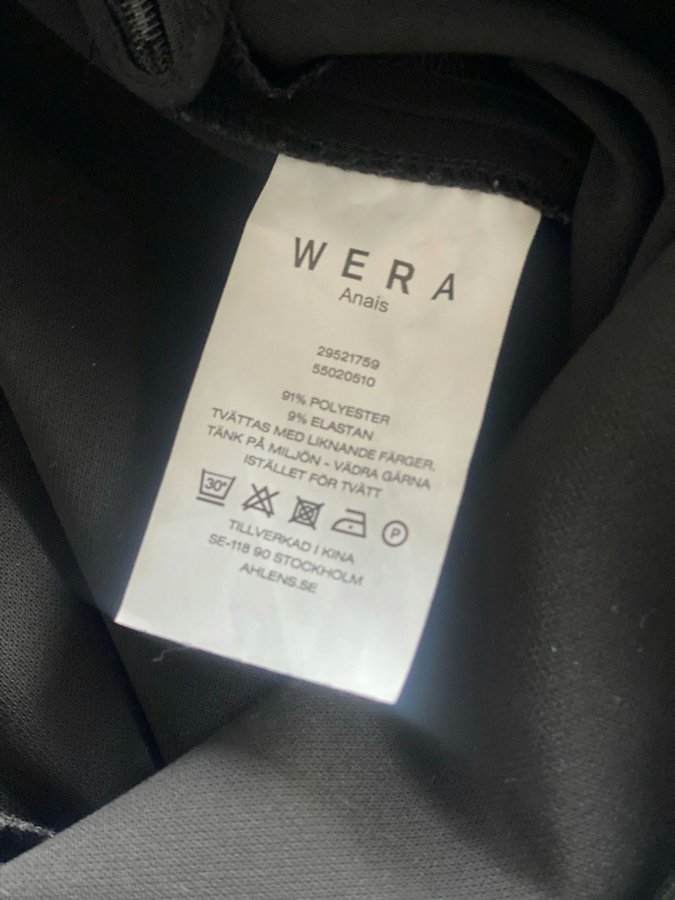 WERA
Anais
29521759
55020510
91% POLYESTER
9% ELASTAN
TVÄTTAS MED LIKNANDE FÄRGER.
TÄNK PÅ MILJÖN - VÄDRA GÄRNA
ISTÄLLET FÖR TVÄTT
30° P
TILLVERKAD I KINA
SE-118 90 STOCKHOLM
AHLENS.SE